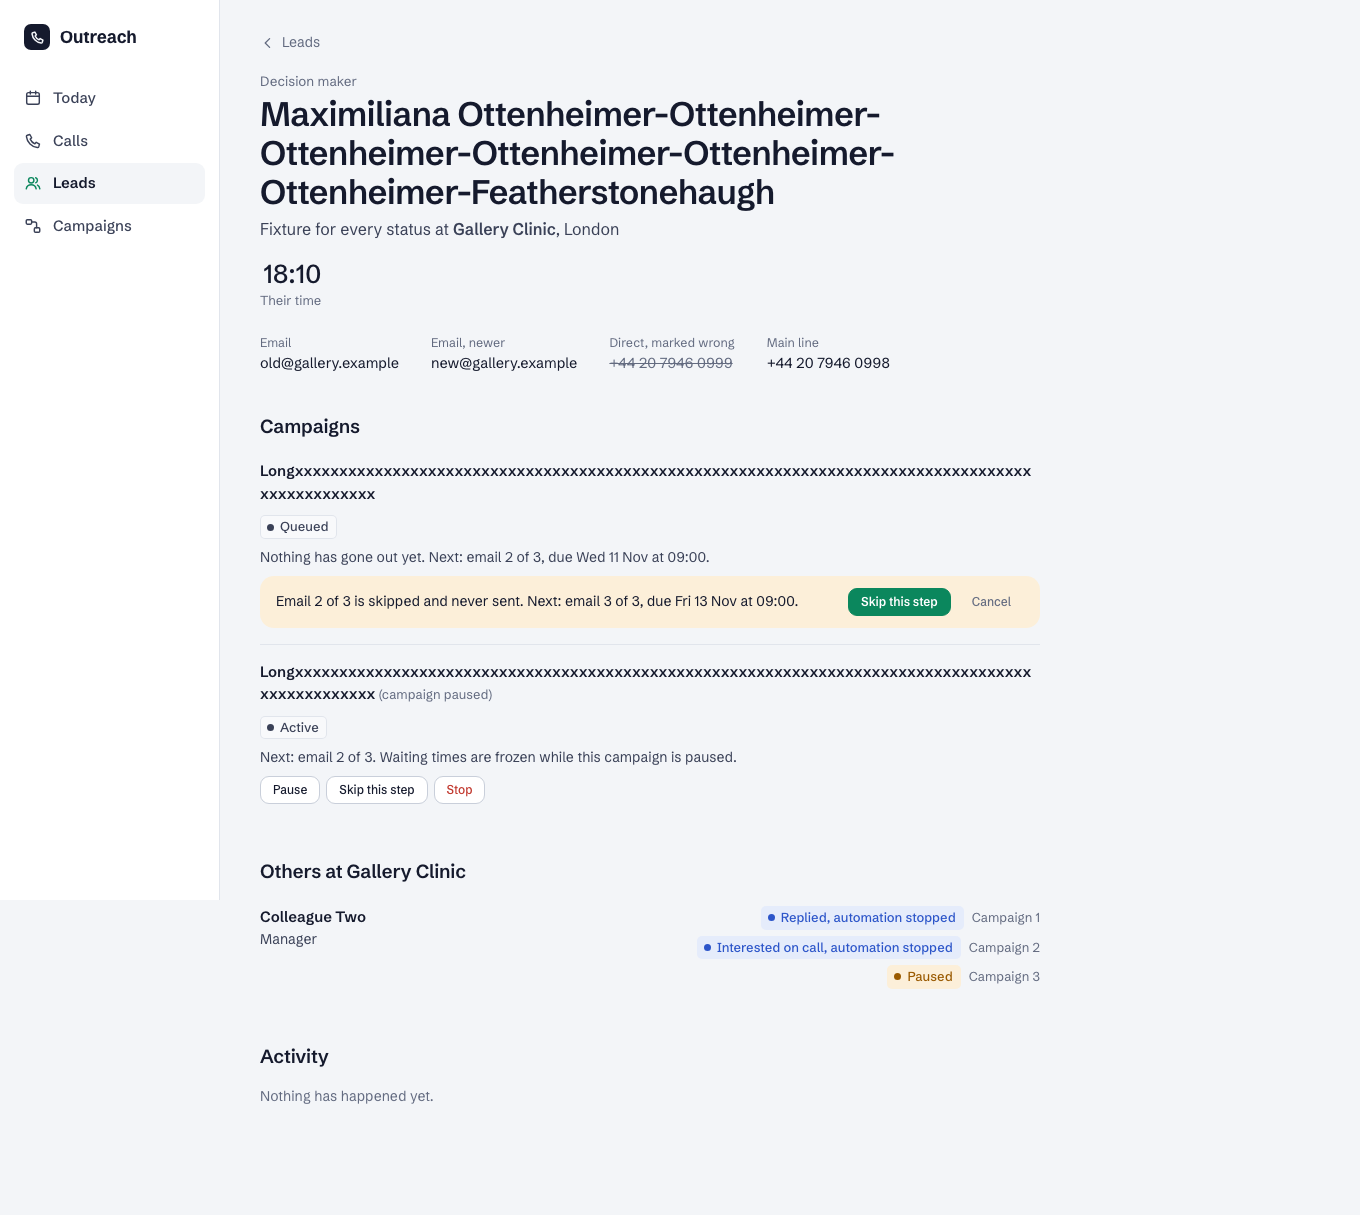 Outreach
Today
Calls
Leads
Campaigns
Leads
Decision maker
Maximiliana Ottenheimer-Ottenheimer-
Ottenheimer-Ottenheimer-Ottenheimer-
Ottenheimer-Featherstonehaugh
Fixture for every status at Gallery Clinic, London
18:10
Their time
Email
old@gallery.example
Email, newer
new@gallery.example
Direct, marked wrong
+44 20 7946 0999
Main line
+44 20 7946 0998
Campaigns
Longxxxxxxxxxxxxxxxxxxxxxxxxxxxxxxxxxxxxxxxxxxxxxxxxxxxxxxxxxxxxxxxxxxxxxxxxxxxxxxxxxxx
xxxxxxxxxxxxx
Queued
Nothing has gone out yet. Next: email 2 of 3, due Wed 11 Nov at 09:00.
Email 2 of 3 is skipped and never sent. Next: email 3 of 3, due Fri 13 Nov at 09:00.
Skip this step
Cancel
Longxxxxxxxxxxxxxxxxxxxxxxxxxxxxxxxxxxxxxxxxxxxxxxxxxxxxxxxxxxxxxxxxxxxxxxxxxxxxxxxxxxx
xxxxxxxxxxxxx (campaign paused)
Active
Next: email 2 of 3. Waiting times are frozen while this campaign is paused.
Pause
Skip this step
Stop
Others at Gallery Clinic
Colleague Two
Manager
Replied, automation stopped Campaign 1
Interested on call, automation stopped Campaign 2
Paused Campaign 3
Activity
Nothing has happened yet.